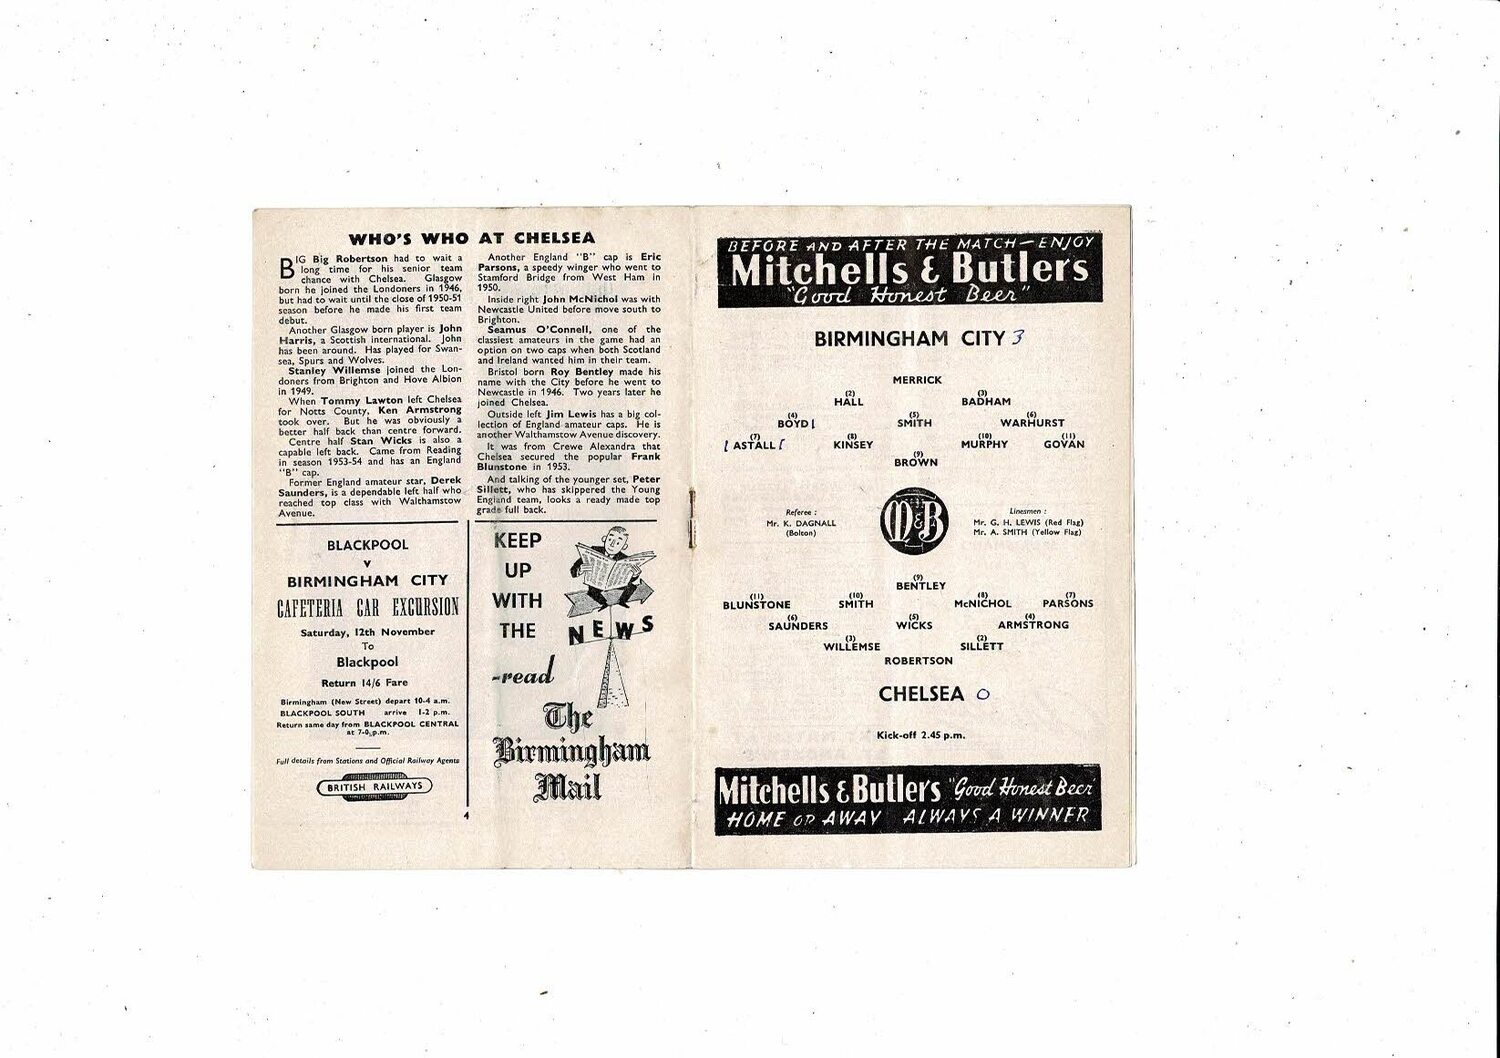 WHO'S WHO AT CHELSEA
BIG Big Robertson had to wait a
long time for his senior team
chance with Chelsea. Glasgow
born he joined the Londoners in 1946,
but had to wait until the close of 1950-51
season before he made his first team
debut.
Another Glasgow born player is John
Harris, a Scottish international. John
has been around. Has played for Swan-
sea, Spurs and Wolves.
Stanley Willemse joined the Lon-
doners from Brighton and Hove Albion
in 1949.
When Tommy Lawton left Chelsea
for Notts County, Ken Armstrong
took over. But he was obviously a
better half back than centre forward.
Centre half Stan Wicks is also a
capable left back. Came from Reading
in season 1953-54 and has an England
"B" cap.
Former England amateur star, Derek
Saunders, is a dependable left half who
reached top class with Walthamstow
Avenue.
Another England "B" cap is Eric
Parsons, a speedy winger who went to
Stamford Bridge from West Ham in
1950.
Inside right John McNichol was with
Newcastle United before move south to
Brighton.
Seamus O'Connell, one of the
classiest amateurs in the game had an
option on two caps when both Scotland
and Ireland wanted him in their team.
Bristol born Roy Bentley made his
name with the City before he went to
Newcastle in 1946. Two years later he
joined Chelsea.
Outside left Jim Lewis has a big col-
lection of England amateur caps. He is
another Walthamstow Avenue discovery.
It was from Crewe Alexandra that
Chelsea secured the popular Frank
Blunstone in 1953.
And talking of the younger set, Peter
Sillett, who has skippered the Young
England team, looks a ready made top
grade full back.
BLACKPOOL
v
BIRMINGHAM CITY
CAFETERIA CAR EXCURSION
Saturday, 12th November
To
Blackpool
Return 14/6 Fare
Birmingham (New Street) depart 10-4 a.m.
BLACKPOOL SOUTH arrive 1-2 p.m.
Return same day from BLACKPOOL CENTRAL
at 7-0 p.m.
Full details from Stations and Official Railway Agents
BRITISH RAILWAYS
4
KEEP
UP
WITH
THE
NEWS
-read
The
Birmingham
Mail
BEFORE AND AFTER THE MATCH—ENJOY
Mitchells & Butlers
"Good Honest Beer"
BIRMINGHAM CITY 3
MERRICK
(2) (3)
HALL BADHAM
(4) (5) (6)
BOYD 1 SMITH WARHURST
(7) (8) (10) (11)
ASTALL KINSEY MURPHY GOVAN
(9)
BROWN
Referee :
Mr. K. DAGNALL
(Bolton)
M&B
Linesmen :
Mr. G. H. LEWIS (Red Flag)
Mr. A. SMITH (Yellow Flag)
(9)
BENTLEY
(11) (10) (8) (7)
BLUNSTONE SMITH McNICHOL PARSONS
(6) (5) (4)
SAUNDERS WICKS ARMSTRONG
(3) (2)
WILLEMSE SILLETT
ROBERTSON
CHELSEA 0
Kick-off 2.45 p.m.
Mitchells & Butlers "Good Honest Beer"
HOME OR AWAY ALWAYS A WINNER